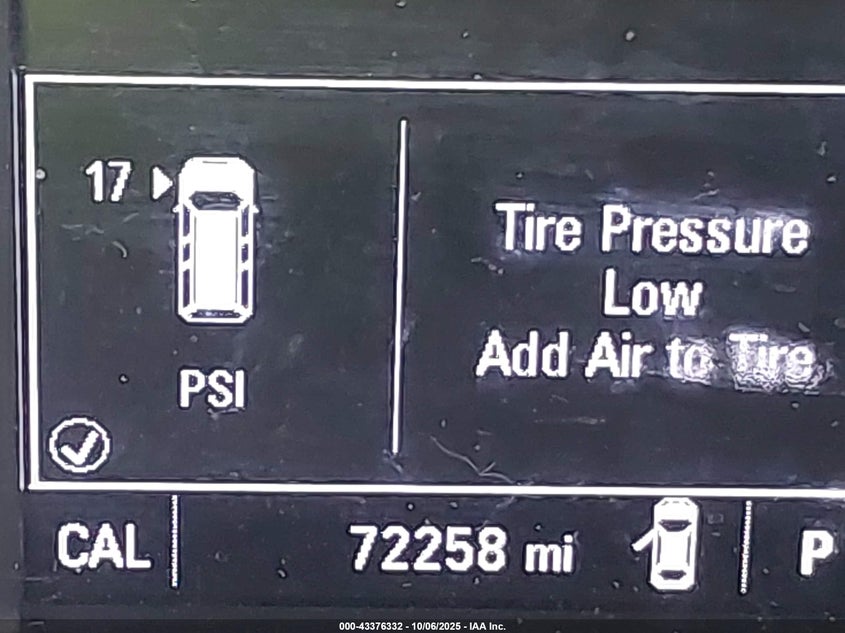 17
Tire Pressure
Low
Add Air to Tire
PSI
CAL 72258 mi P
000-43376332 - 10/06/2025 - IAA Inc.